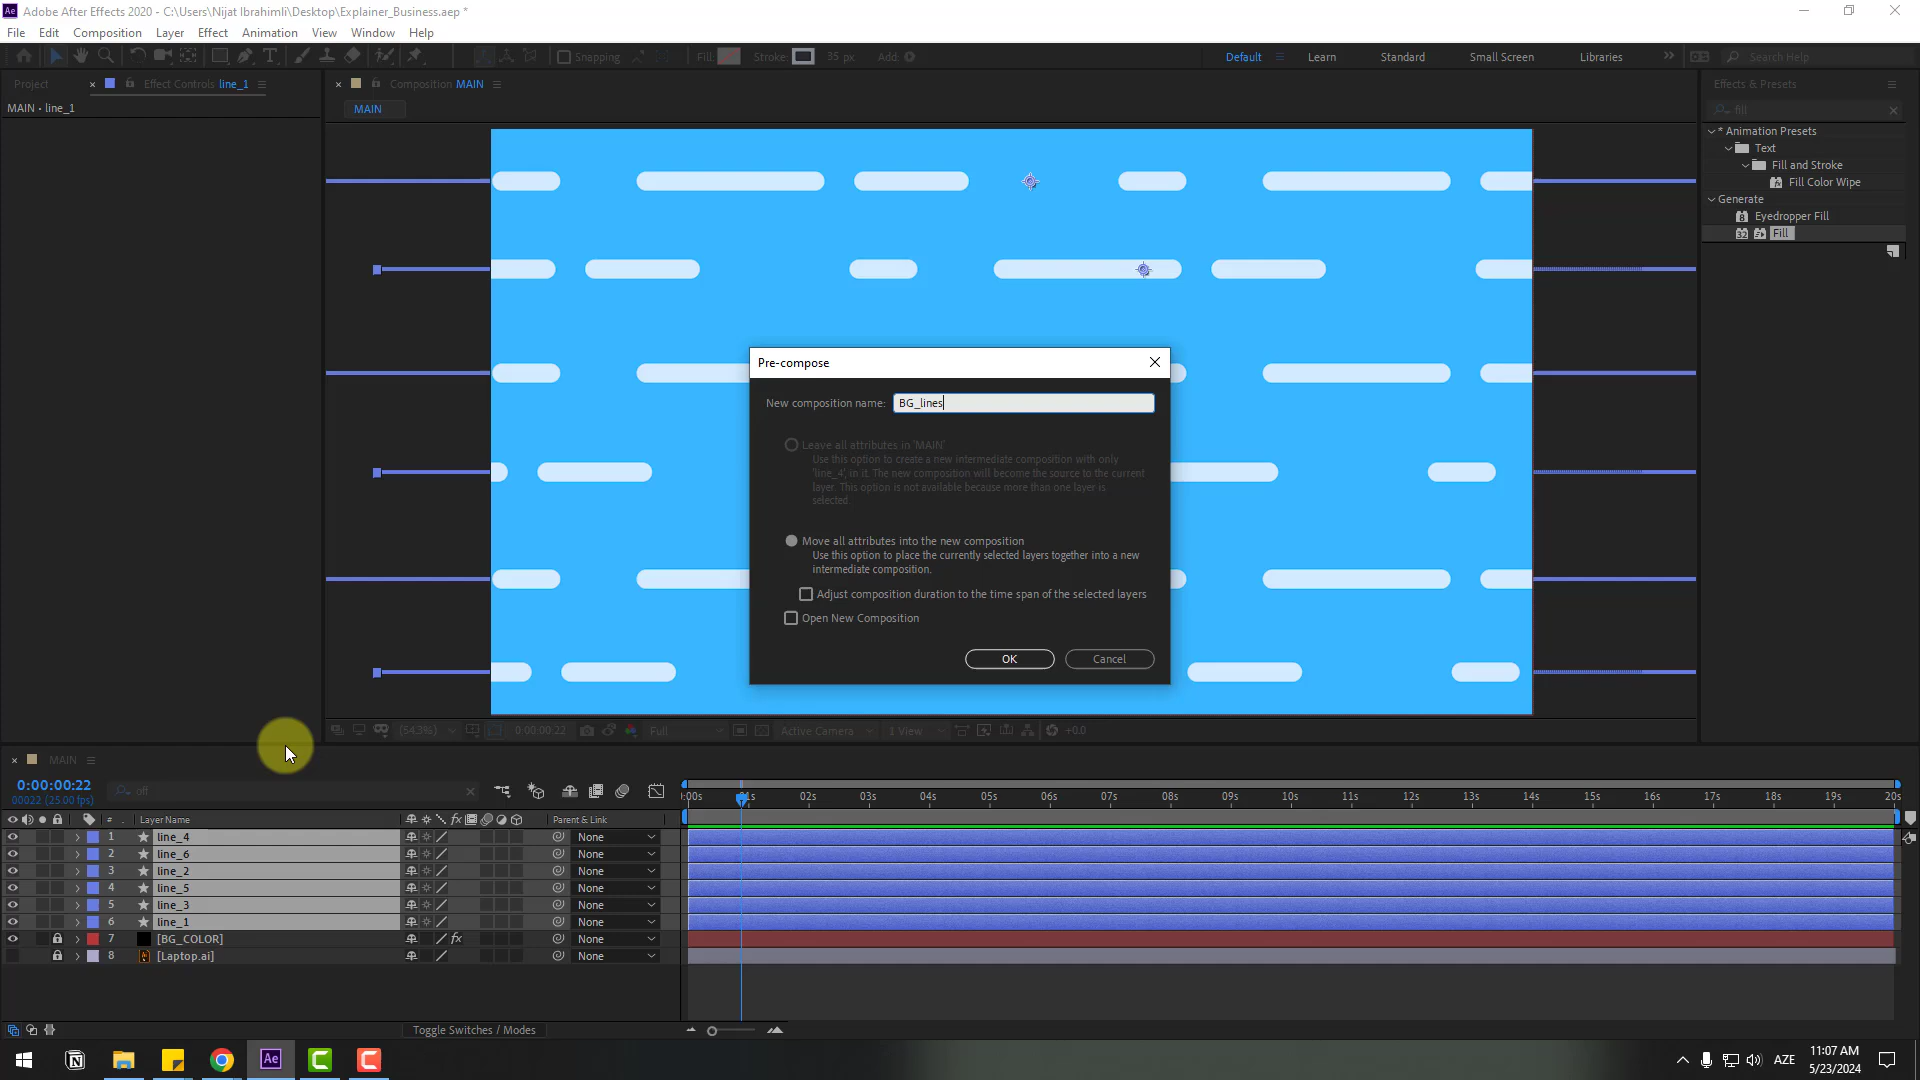 Adobe After Effects 2020 - C:\Users\Nijat Ibrahimli\Desktop\Explainer_Business.aep *
File Edit Composition Layer Effect Animation View Window Help
Snapping Fill: Stroke: 35 px Add: Default Learn Standard Small Screen Libraries Search Help
Project Effect Controls line_1 Composition MAIN Effects & Presets
MAIN • line_1 MAIN fill
* Animation Presets
Text
Fill and Stroke
Fill Color Wipe
Generate
Eyedropper Fill
Fill
Pre-compose
New composition name: BG_lines
Leave all attributes in 'MAIN'
Use this option to create a new intermediate composition with only
'line_4', in it. The new composition will become the source to the current
layer. This option is not available because more than one layer is
selected.
Move all attributes into the new composition
Use this option to place the currently selected layers together into a new
intermediate composition.
Adjust composition duration to the time span of the selected layers
Open New Composition
OK Cancel
(54,3%) 0:00:00:22 Full Active Camera 1 View +0,0
MAIN
0:00:00:22 off
00022 (25.00 fps)
:00s 1s 02s 03s 04s 05s 06s 07s 08s 09s 10s 11s 12s 13s 14s 15s 16s 17s 18s 19s 20s
# Layer Name Parent & Link
1 line_4 None
2 line_6 None
3 line_2 None
4 line_5 None
5 line_3 None
6 line_1 None
7 [BG_COLOR] None
8 [Laptop.ai] None
Toggle Switches / Modes
AZE 11:07 AM
5/23/2024